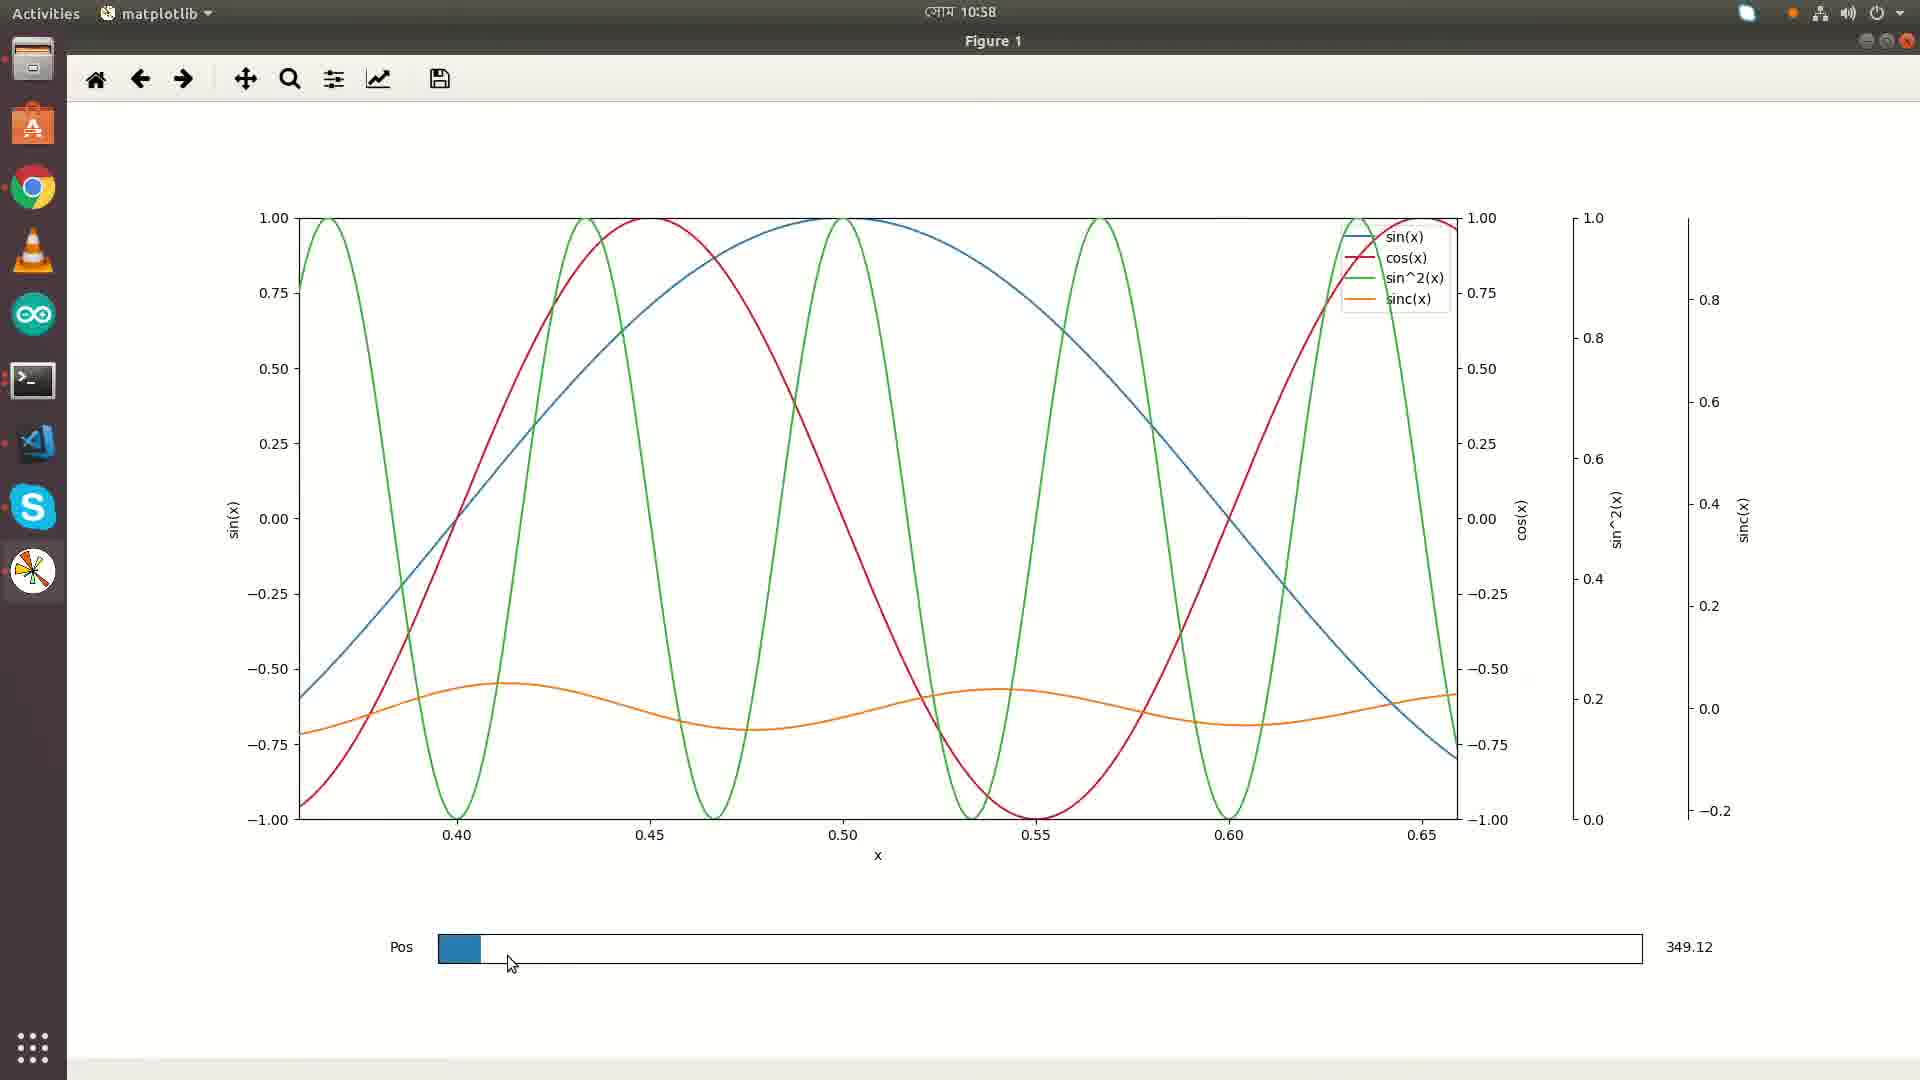 Activities matplotlib সোম 10:58
Figure 1
1.00 0.75 0.50 0.25 0.00 −0.25 −0.50 −0.75 −1.00
sin(x)
0.40 0.45 0.50 0.55 0.60 0.65
x
sin(x)
cos(x)
sin^2(x)
sinc(x)
1.00 0.75 0.50 0.25 0.00 −0.25 −0.50 −0.75 −1.00
cos(x)
1.0 0.8 0.6 0.4 0.2 0.0
sin^2(x)
0.8 0.6 0.4 0.2 0.0 −0.2
sinc(x)
Pos 349.12